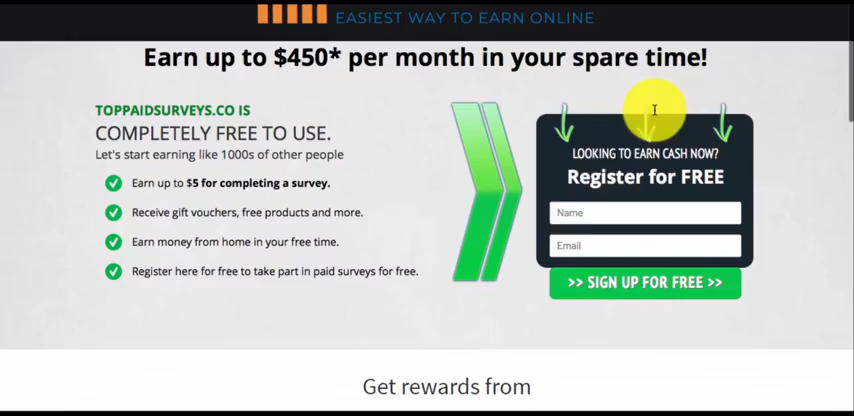 EASIEST WAY TO EARN ONLINE
Earn up to $450* per month in your spare time!
TOPPAIDSURVEYS.CO IS
COMPLETELY FREE TO USE.
Let's start earning like 1000s of other people
Earn up to $5 for completing a survey.
Receive gift vouchers, free products and more.
Earn money from home in your free time.
Register here for free to take part in paid surveys for free.
LOOKING TO EARN CASH NOW?
Register for FREE
Name
Email
>> SIGN UP FOR FREE >>
Get rewards from